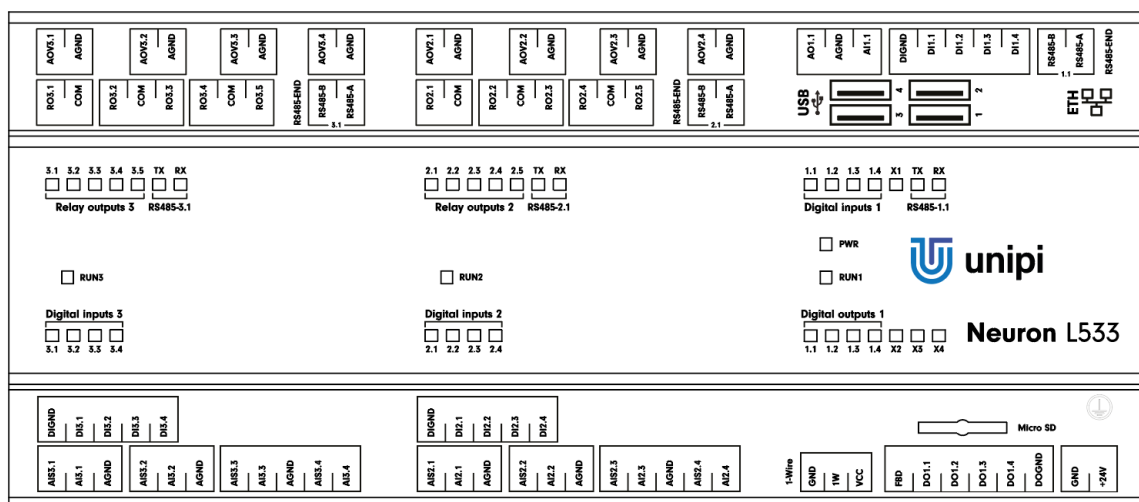 AOV3.1 AGND AOV3.2 AGND AOV3.3 AGND AOV3.4 AGND AOV2.1 AGND AOV2.2 AGND AOV2.3 AGND AOV2.4 AGND AO1.1 AGND AI1.1 DIGND DI1.1 DI1.2 DI1.3 DI1.4 RS485-B RS485-A RS485-END
1.1
RO3.1 COM RO3.2 COM RO3.3 RO3.4 COM RO3.5 RS485-END RS485-B RS485-A RO2.1 COM RO2.2 COM RO2.3 RO2.4 COM RO2.5 RS485-END RS485-B RS485-A USB 4 3 2 1 ETH
3.1 2.1
3.1 3.2 3.3 3.4 3.5 TX RX 2.1 2.2 2.3 2.4 2.5 TX RX 1.1 1.2 1.3 1.4 X1 TX RX
Relay outputs 3 RS485-3.1 Relay outputs 2 RS485-2.1 Digital inputs 1 RS485-1.1
PWR
unipi
RUN3 RUN2 RUN1
Digital inputs 3 Digital inputs 2 Digital outputs 1
Neuron L533
3.1 3.2 3.3 3.4 2.1 2.2 2.3 2.4 1.1 1.2 1.3 1.4 X2 X3 X4
DIGND DI3.1 DI3.2 DI3.3 DI3.4 DIGND DI2.1 DI2.2 DI2.3 DI2.4 Micro SD
AIS3.1 AI3.1 AGND AIS3.2 AI3.2 AGND AIS3.3 AI3.3 AGND AIS3.4 AI3.4 AIS2.1 AI2.1 AGND AIS2.2 AI2.2 AGND AIS2.3 AI2.3 AGND AIS2.4 AI2.4 1-Wire GND 1W VCC FBD DO1.1 DO1.2 DO1.3 DO1.4 DOGND GND +24V